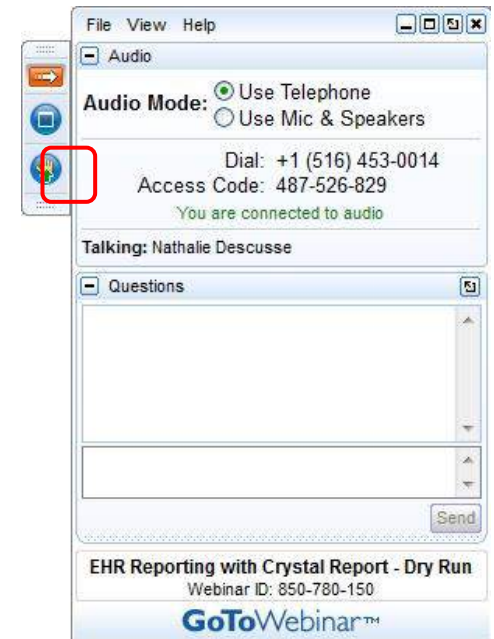 File View Help
Audio
Audio Mode: Use Telephone
Use Mic & Speakers
Dial: +1 (516) 453-0014
Access Code: 487-526-829
You are connected to audio
Talking: Nathalie Descusse
Questions
Send
EHR Reporting with Crystal Report - Dry Run
Webinar ID: 850-780-150
GoToWebinar™